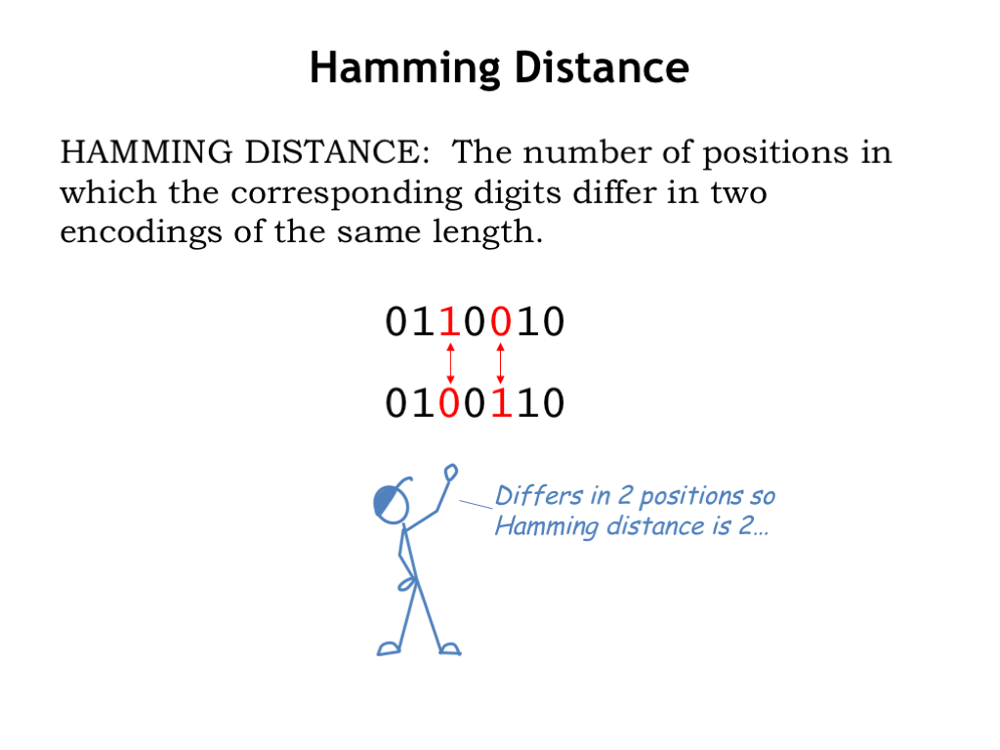 Hamming Distance
HAMMING DISTANCE: The number of positions in
which the corresponding digits differ in two
encodings of the same length.
0110010
0100110
Differs in 2 positions so
Hamming distance is 2…